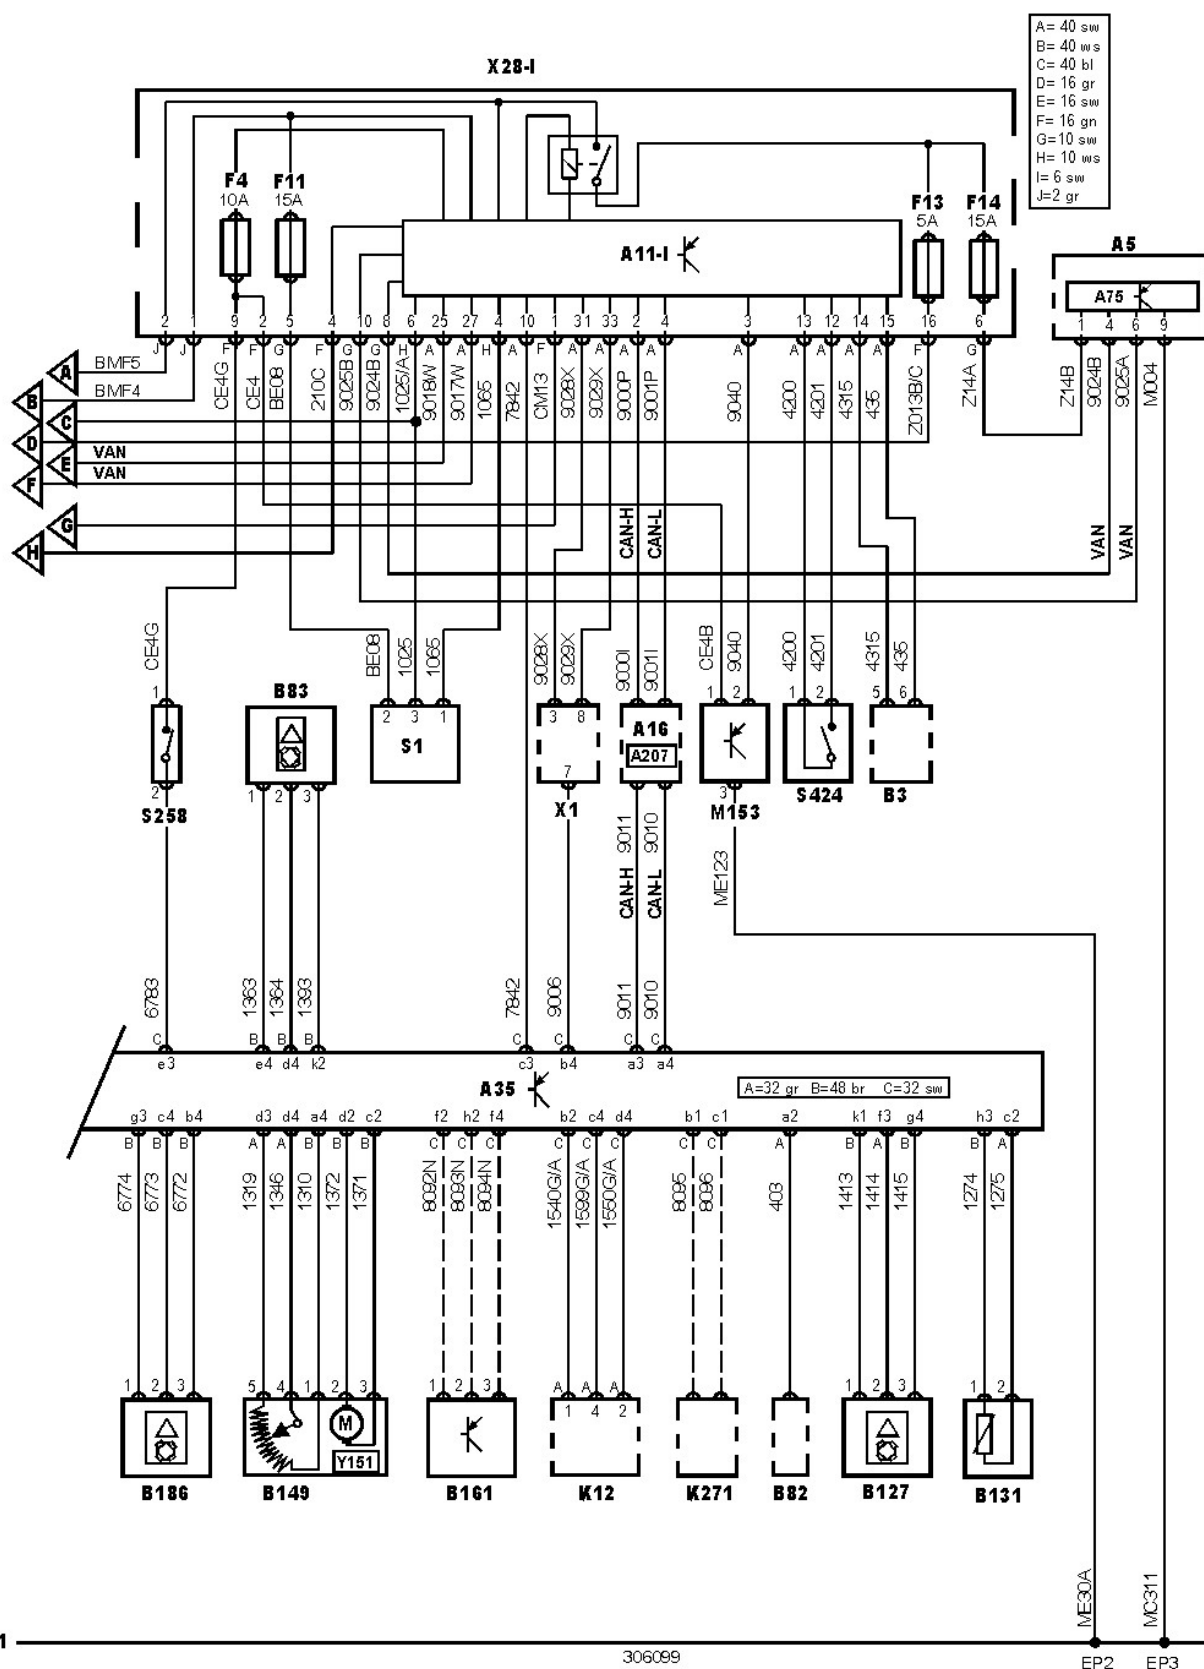 X28-I
A= 40 sw
B= 40 ws
C= 40 bl
D= 16 gr
E= 16 sw
F= 16 gn
G=10 sw
H= 10 ws
I= 6 sw
J=2 gr
F4 F11
10A 15A
F13 F14
5A 15A
A11-I
A5
A75
2 1 9 2 5 4 10 8 6 25 27 4 10 1 31 33 2 4 3 13 12 14 15 16 6
1 4 6 9
J J F F G F G G H A A H A F A A A A A A A A A F G
A BMF5
B BMF4
C
D
E VAN
F VAN
G
H
CE4G CE4 BE08 210C 9025B 9024B 1025/A 9018W 9017W 1065 7842 CM13 9028X 9029X 9000P 9001P 9040 4200 4201 4315 435 Z013B/C Z14A Z14B 9024B 9025A M004
CAN-H CAN-L VAN VAN
CE4G BE08 1025 1065 9028X 9029X 9000I 9001I CE4B 9040 4200 4201 4315 435
1 2 3 1 3 8 1 2 1 2 5 6
B83
S1
A16
A207
7
2
1 2 3
3
S258
X1
M153
S424
B3
9011 9010
CAN-H CAN-L
ME123
6783 1363 1364 1393 7842 9006 9011 9010
C B B B C C C C
e3 e4 d4 k2 c3 b4 a3 a4
A35
A=32 gr B=48 br C=32 sw
g3 c4 b4 d3 d4 a4 d2 c2 f2 h2 f4 b2 c4 d4 b1 c1 a2 k1 f3 g4 h3 c2
B B B A A B B B C C C C C C C C A B A B B A
6774 6773 6772 1319 1346 1310 1372 1371 8092N 8093N 8094N 1540G/A 1599G/A 1550G/A 8095 8096 403 1413 1414 1415 1274 1275
1 2 3 5 4 1 2 3 1 2 3 A A A 1 2 3 1 2
1 4 2
M
Y151
B186 B149 B161 K12 K271 B82 B127 B131
ME30A MC311
1
306099
EP2 EP3